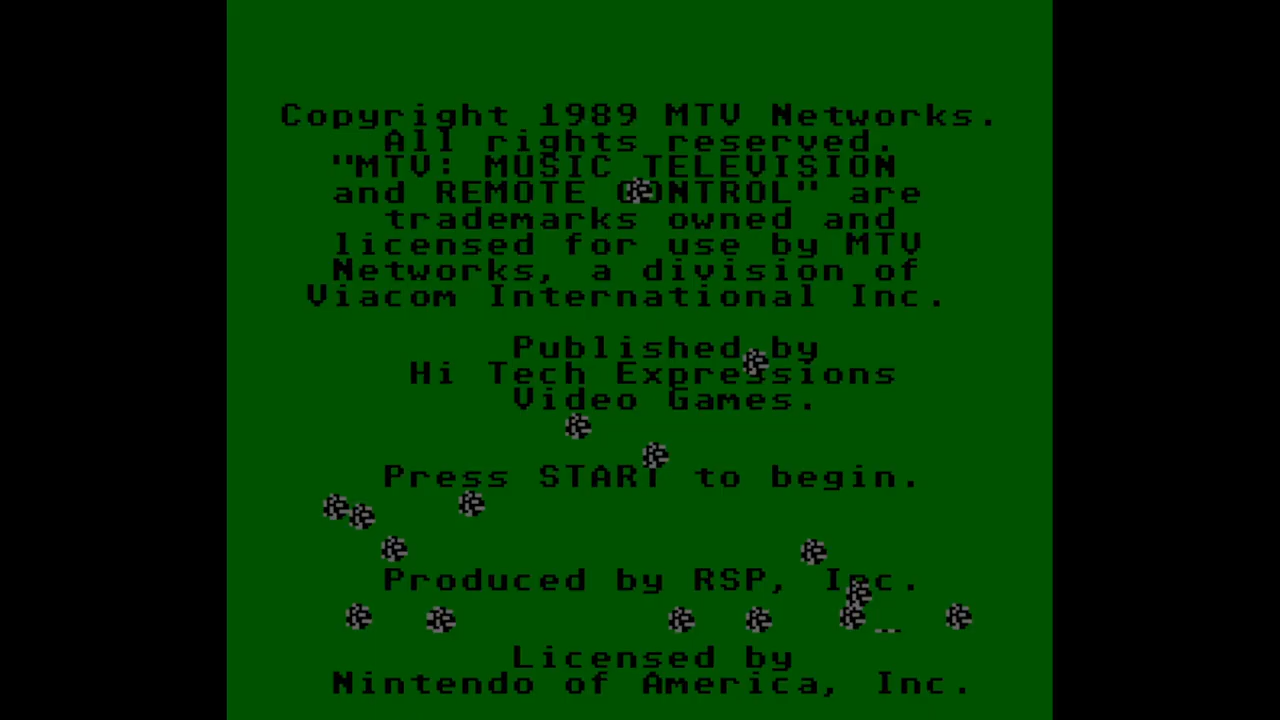 Copyright 1989 MTV Networks.
All rights reserved.
"MTV: MUSIC TELEVISION
and REMOTE CONTROL" are
trademarks owned and
licensed for use by MTV
Networks, a division of
Viacom International Inc.
Published by
Hi Tech Expressions
Video Games.
Press START to begin.
Produced by RSP, Inc.
Licensed by
Nintendo of America, Inc.